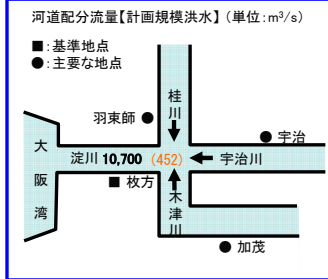 河道配分流量【計画規模洪水】(単位:m³/s)
■:基準地点
●:主要な地点
桂川
羽束師●
●宇治
大阪湾
淀川 10,700 (452) 宇治川
■枚方
木津川
●加茂